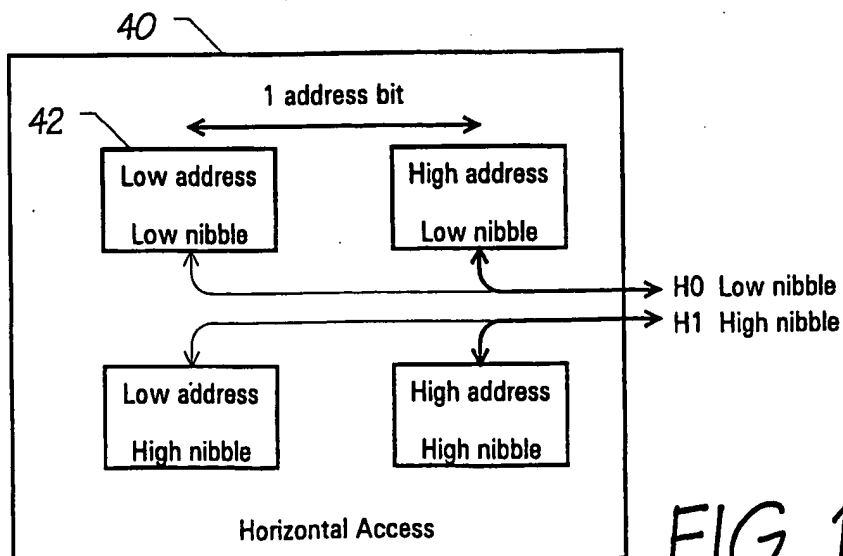 40
1 address bit
42
Low address
Low nibble
High address
Low nibble
H0 Low nibble
H1 High nibble
Low address
High nibble
High address
High nibble
Horizontal Access
FIG. 1